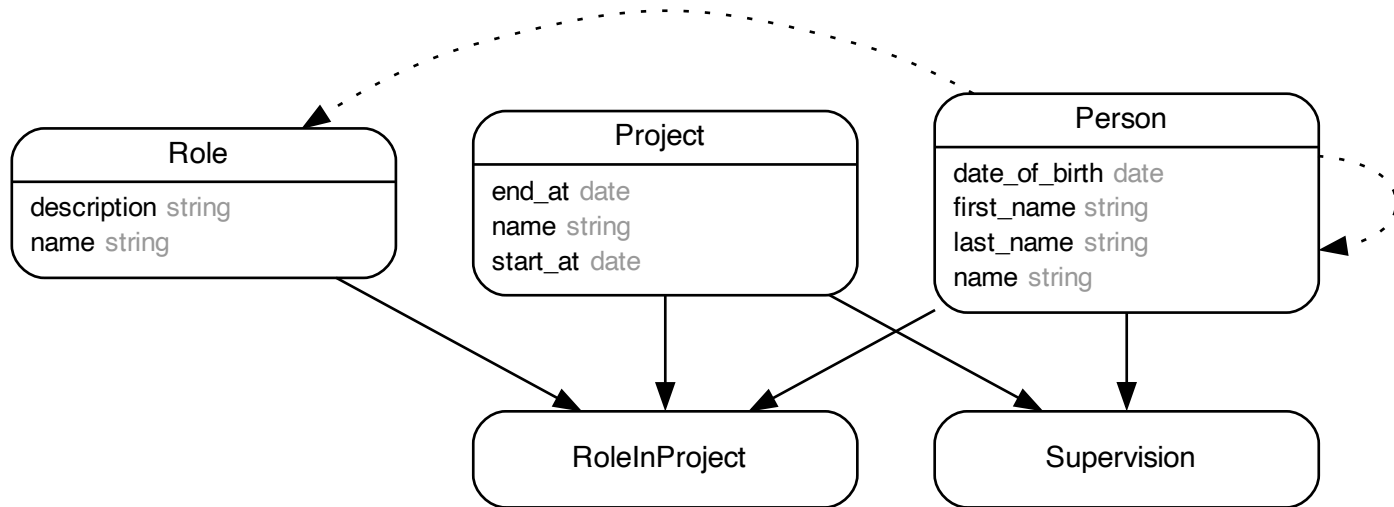 Role
description string
name string
Project
end_at date
name string
start_at date
Person
date_of_birth date
first_name string
last_name string
name string
RoleInProject
Supervision